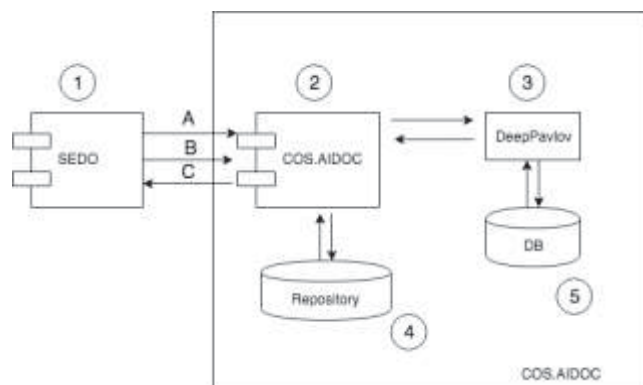 1
2
3
A
B
C
SEDO
COS.AIDOC
DeepPavlov
DB
Repository
4
5
COS.AIDOC